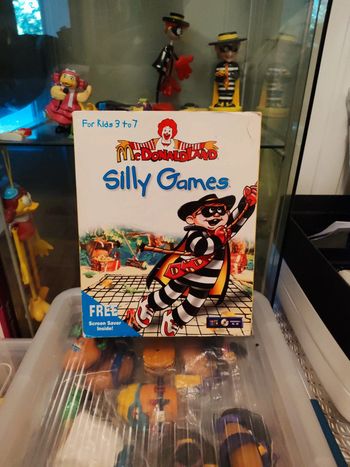 For Kids 3 to 7
McDONALDLAND
Silly Games
FREE
Screen Saver
Inside!